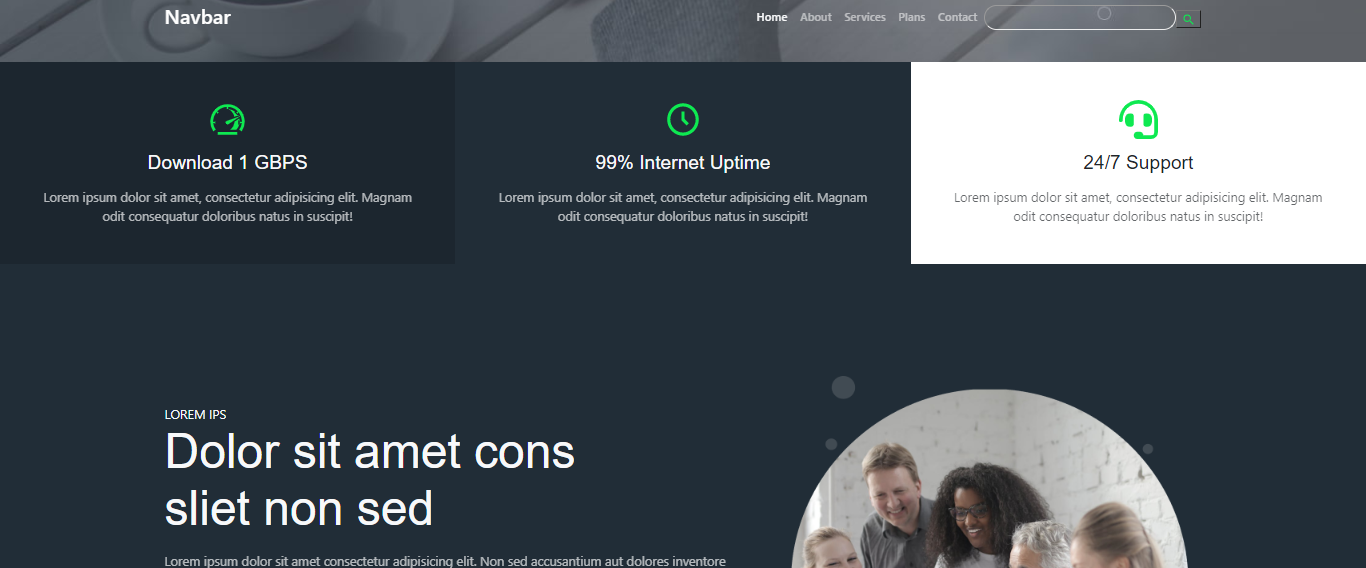 Navbar
Home About Services Plans Contact
Download 1 GBPS
Lorem ipsum dolor sit amet, consectetur adipisicing elit. Magnam
odit consequatur doloribus natus in suscipit!
99% Internet Uptime
Lorem ipsum dolor sit amet, consectetur adipisicing elit. Magnam
odit consequatur doloribus natus in suscipit!
24/7 Support
Lorem ipsum dolor sit amet, consectetur adipisicing elit. Magnam
odit consequatur doloribus natus in suscipit!
LOREM IPS
Dolor sit amet cons
sliet non sed
Lorem ipsum dolor sit amet consectetur adipisicing elit. Non sed accusantium aut dolores inventore